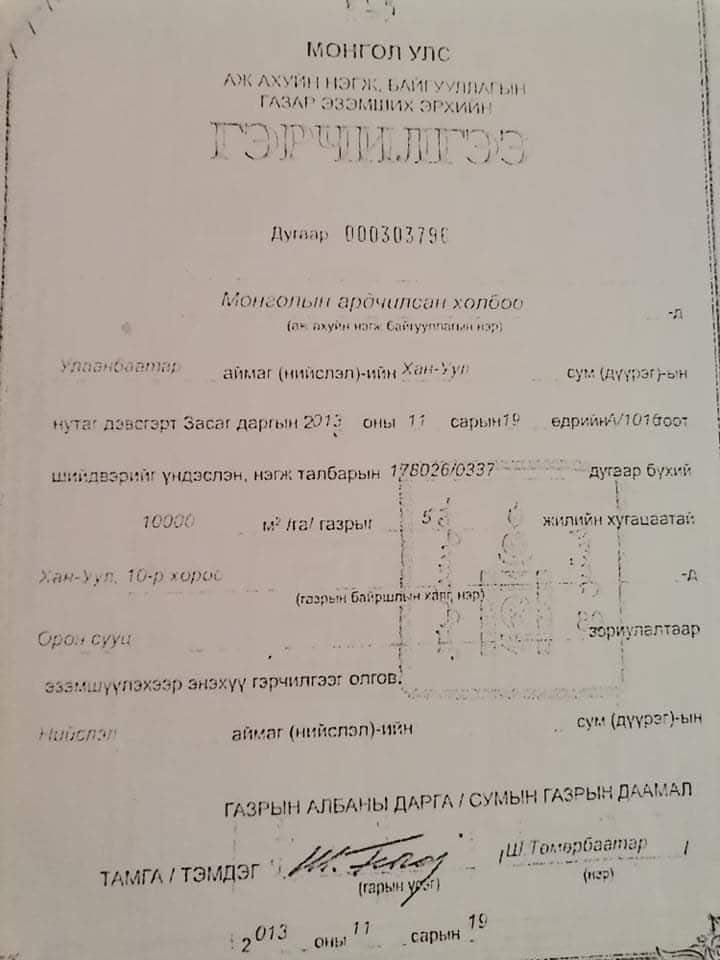 МОНГОЛ УЛС
АЖ АХУЙН НЭГЖ, БАЙГУУЛЛАГЫН
ГАЗАР ЭЗЭМШИХ ЭРХИЙН
ГЭРЧИЛГЭЭ
Дугаар 000303796
Монголын ардчилсан холбоо -д
(аж ахуйн нэгж байгууллагын нэр)
Улаанбаатар аймаг (нийслэл)-ийн Хан-Уул сум (дүүрэг)-ын
нутаг дэвсгэрт Засаг даргын 2013 оны 11 сарын 19 өдрийн А/1016 тоот
шийдвэрийг үндэслэн, нэгж талбарын 178026/0337 дугаар бүхий
10000 м² /га/ газрыг жилийн хугацаатай
Хан-Уул, 10-р хороо -д
(газрын байршлын хаяг, нэр)
Орон сууц зориулалтаар
эзэмшүүлэхээр энэхүү гэрчилгээг олгов.
Нийслэл аймаг (нийслэл)-ийн сум (дүүрэг)-ын
ГАЗРЫН АЛБАНЫ ДАРГА / СУМЫН ГАЗРЫН ДААМАЛ
ТАМГА / ТЭМДЭГ /Ш.Төмөрбаатар /
(гарын үсэг) (нэр)
2013 оны 11 сарын 19